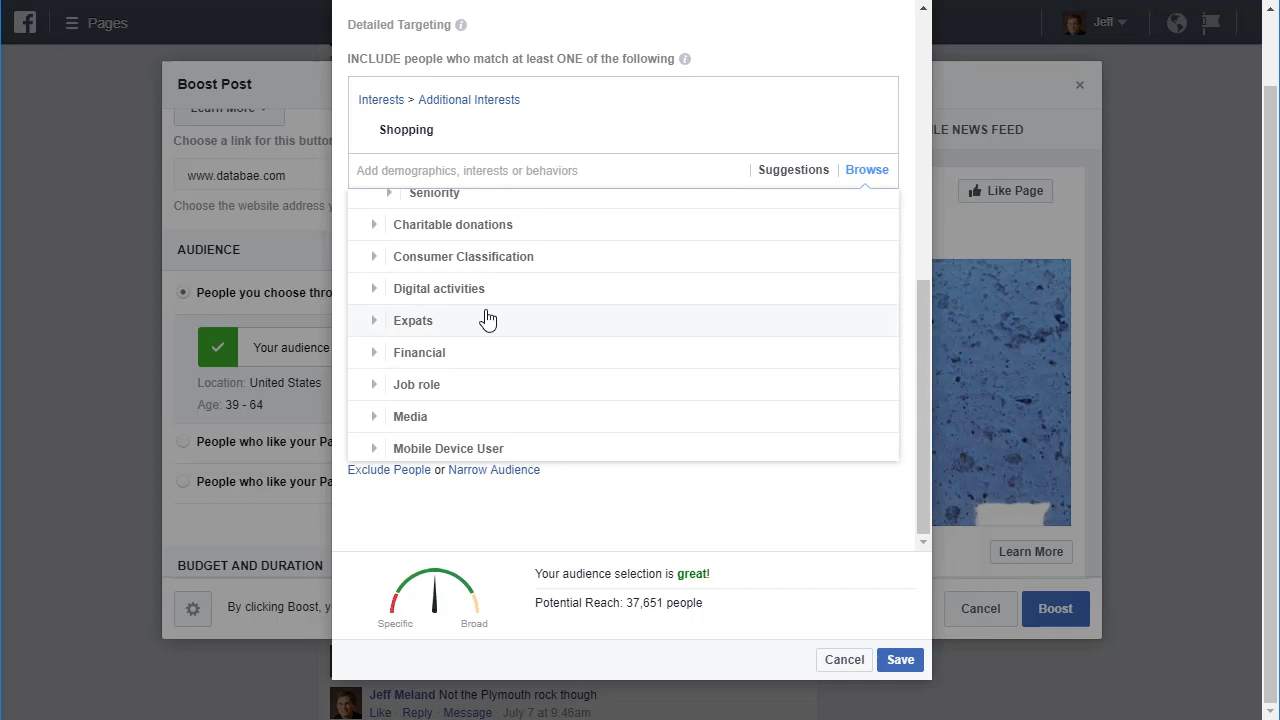 Pages
Jeff
Boost Post
Learn More
Choose a link for this button
www.databae.com
Choose the website address y
AUDIENCE
People you choose thro
Your audience
Location: United States
Age: 39 - 64
People who like your Pa
People who like your Pa
BUDGET AND DURATION
By clicking Boost, y
Detailed Targeting
INCLUDE people who match at least ONE of the following
Interests > Additional Interests
Shopping
Add demographics, interests or behaviors
Suggestions
Browse
Seniority
Charitable donations
Consumer Classification
Digital activities
Expats
Financial
Job role
Media
Mobile Device User
Exclude People or Narrow Audience
Specific
Broad
Your audience selection is great!
Potential Reach: 37,651 people
Cancel
Save
LE NEWS FEED
Like Page
Learn More
Cancel
Boost
Jeff Meland Not the Plymouth rock though
Like · Reply · Message · July 7 at 9:46am